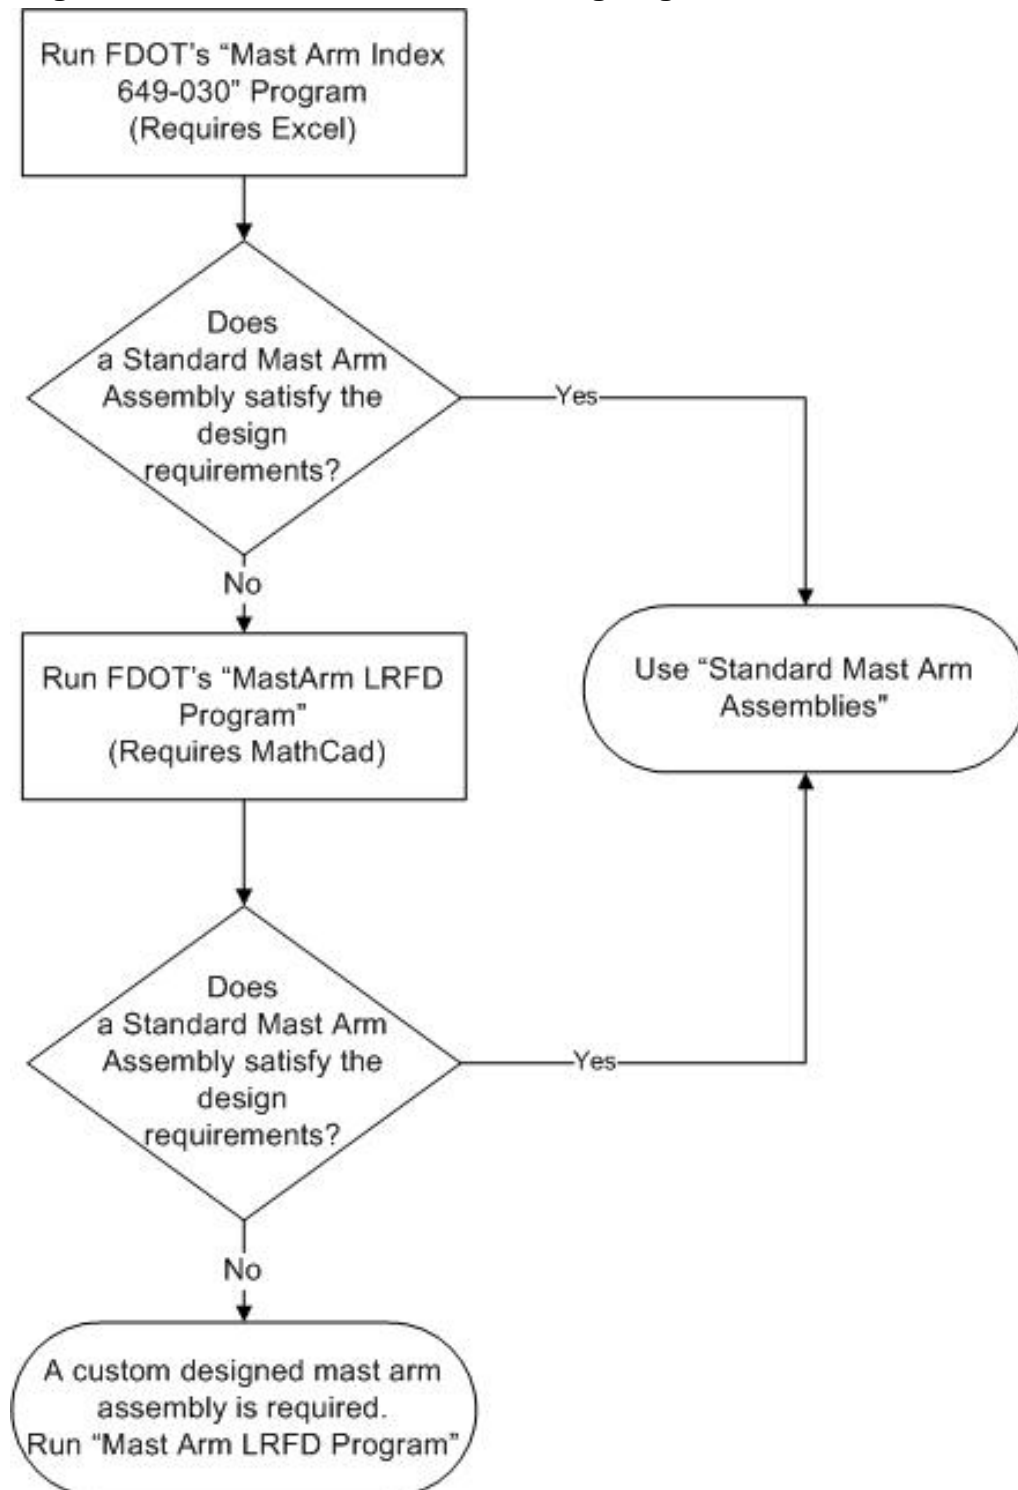 Run FDOT's “Mast Arm Index
649-030” Program
(Requires Excel)
Does
a Standard Mast Arm
Assembly satisfy the
design
requirements?
Yes
No
Run FDOT's “MastArm LRFD
Program”
(Requires MathCad)
Use “Standard Mast Arm
Assemblies”
Does
a Standard Mast Arm
Assembly satisfy the
design
requirements?
Yes
No
A custom designed mast arm
assembly is required.
Run “Mast Arm LRFD Program”